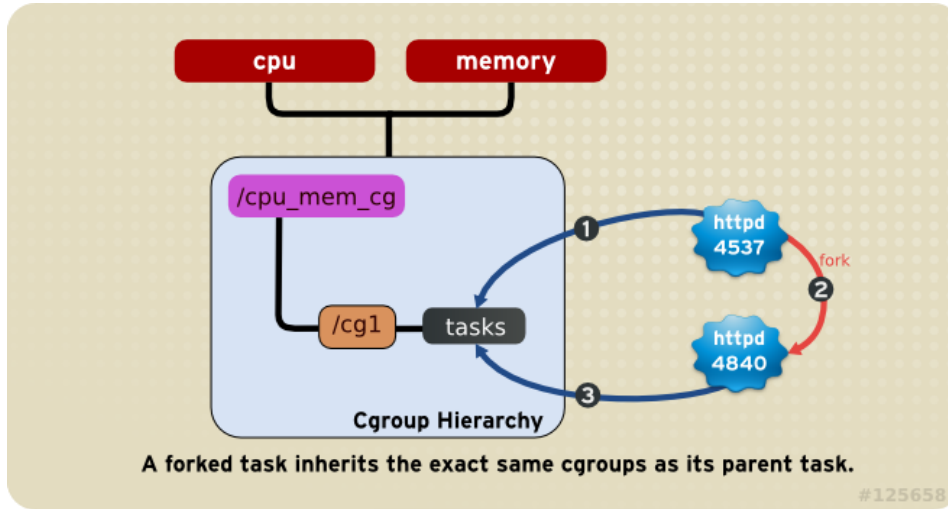 cpu
memory
/cpu_mem_cg
1
httpd
4537
fork
2
/cg1
tasks
httpd
4840
3
Cgroup Hierarchy
A forked task inherits the exact same cgroups as its parent task.
#125658